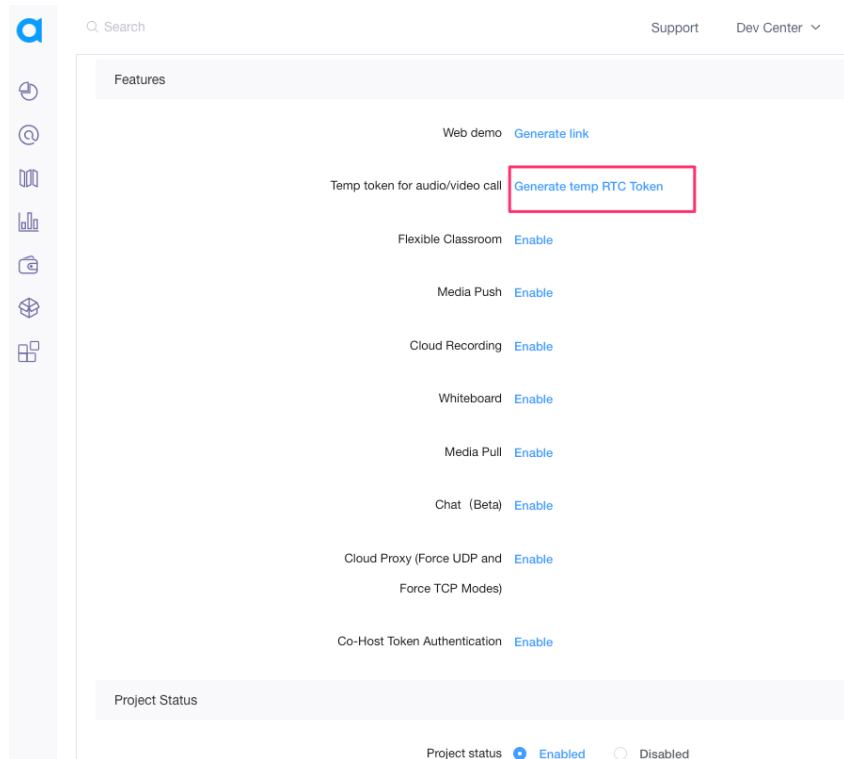 Search
Support
Dev Center
Features
Web demo Generate link
Temp token for audio/video call Generate temp RTC Token
Flexible Classroom Enable
Media Push Enable
Cloud Recording Enable
Whiteboard Enable
Media Pull Enable
Chat（Beta) Enable
Cloud Proxy (Force UDP and Enable
Force TCP Modes)
Co-Host Token Authentication Enable
Project Status
Project status Enabled Disabled